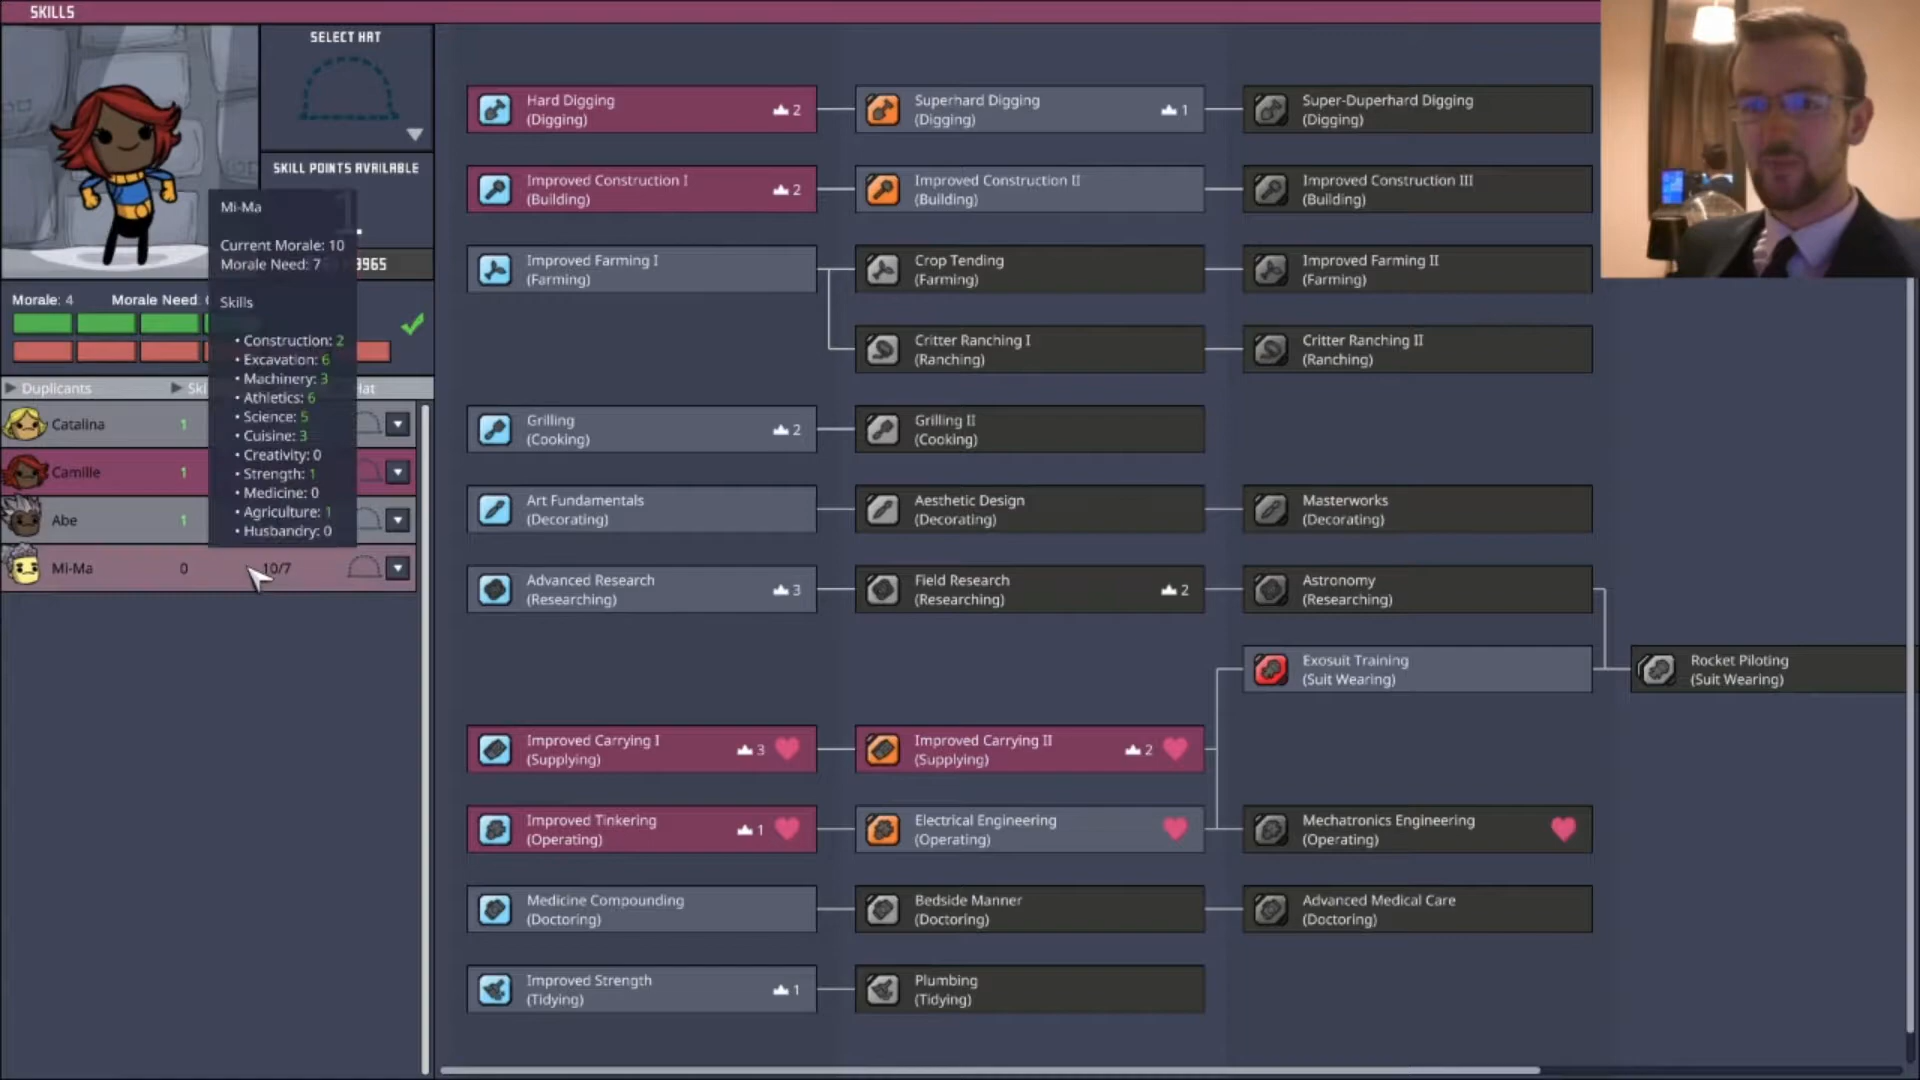 SKILLS
SELECT HAT
SKILL POINTS AVAILABLE
3965
Morale: 4 Morale Need:
Duplicants Hat
Catalina 1
Camille 1
Abe 1
Mi-Ma 0 10/7
Mi-Ma
Current Morale: 10
Morale Need: 7
Skills
• Construction: 2
• Excavation: 6
• Machinery: 3
• Athletics: 6
• Science: 5
• Cuisine: 3
• Creativity: 0
• Strength: 1
• Medicine: 0
• Agriculture: 1
• Husbandry: 0
Hard Digging
(Digging)
2
Superhard Digging
(Digging)
1
Super-Duperhard Digging
(Digging)
Improved Construction I
(Building)
2
Improved Construction II
(Building)
Improved Construction III
(Building)
Improved Farming I
(Farming)
Crop Tending
(Farming)
Improved Farming II
(Farming)
Critter Ranching I
(Ranching)
Critter Ranching II
(Ranching)
Grilling
(Cooking)
2
Grilling II
(Cooking)
Art Fundamentals
(Decorating)
Aesthetic Design
(Decorating)
Masterworks
(Decorating)
Advanced Research
(Researching)
3
Field Research
(Researching)
2
Astronomy
(Researching)
Exosuit Training
(Suit Wearing)
Rocket Piloting
(Suit Wearing)
Improved Carrying I
(Supplying)
3
Improved Carrying II
(Supplying)
2
Improved Tinkering
(Operating)
1
Electrical Engineering
(Operating)
Mechatronics Engineering
(Operating)
Medicine Compounding
(Doctoring)
Bedside Manner
(Doctoring)
Advanced Medical Care
(Doctoring)
Improved Strength
(Tidying)
1
Plumbing
(Tidying)